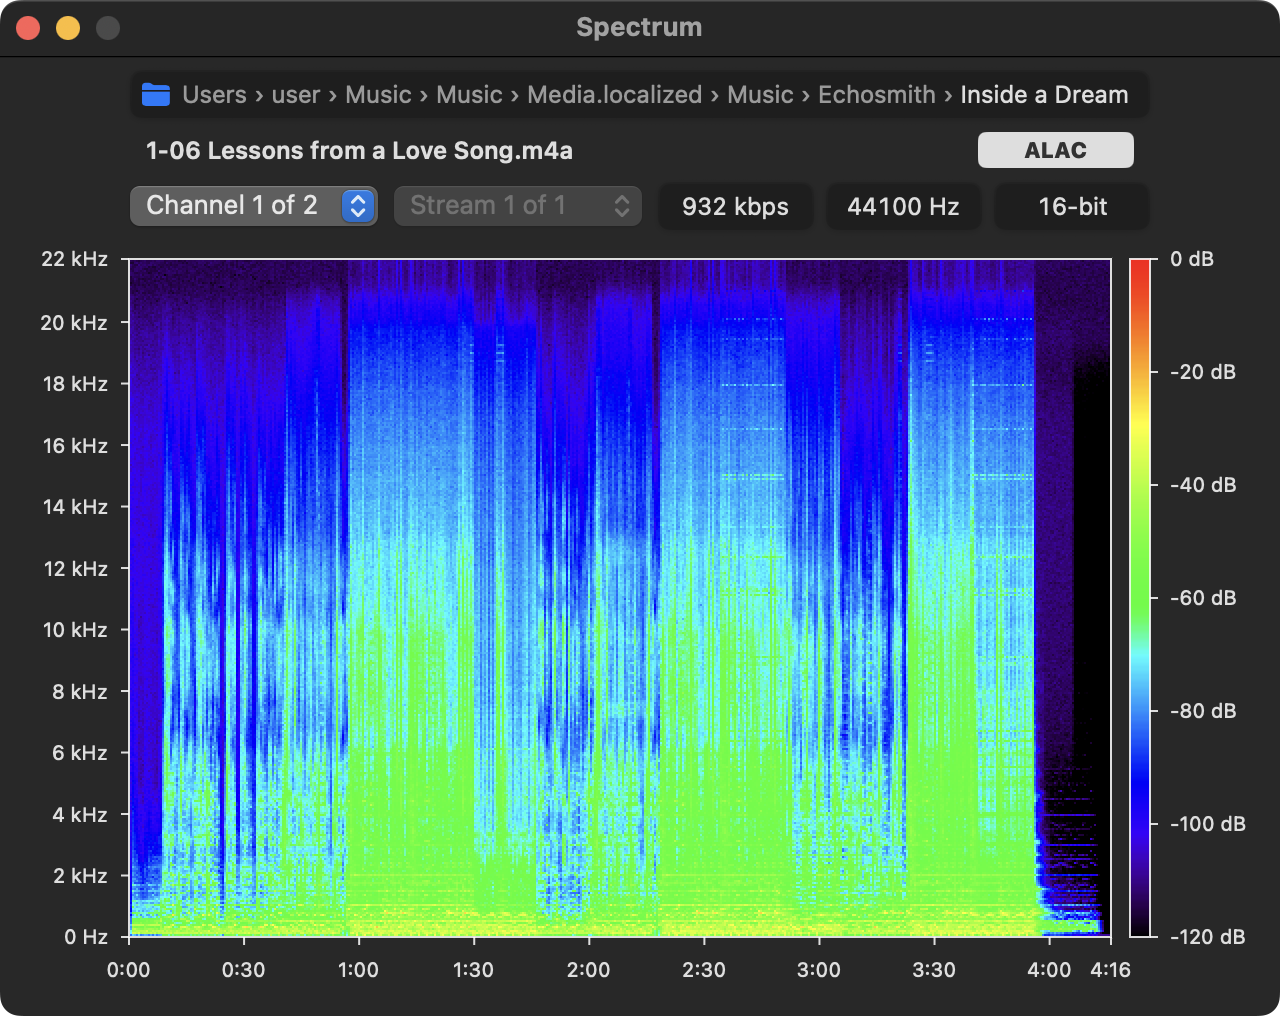 Spectrum
Users › user › Music › Music › Media.localized › Music › Echosmith › Inside a Dream
1-06 Lessons from a Love Song.m4a
ALAC
Channel 1 of 2
Stream 1 of 1
932 kbps
44100 Hz
16-bit
22 kHz
20 kHz
18 kHz
16 kHz
14 kHz
12 kHz
10 kHz
8 kHz
6 kHz
4 kHz
2 kHz
0 Hz
0:00
0:30
1:00
1:30
2:00
2:30
3:00
3:30
4:00
4:16
0 dB
-20 dB
-40 dB
-60 dB
-80 dB
-100 dB
-120 dB